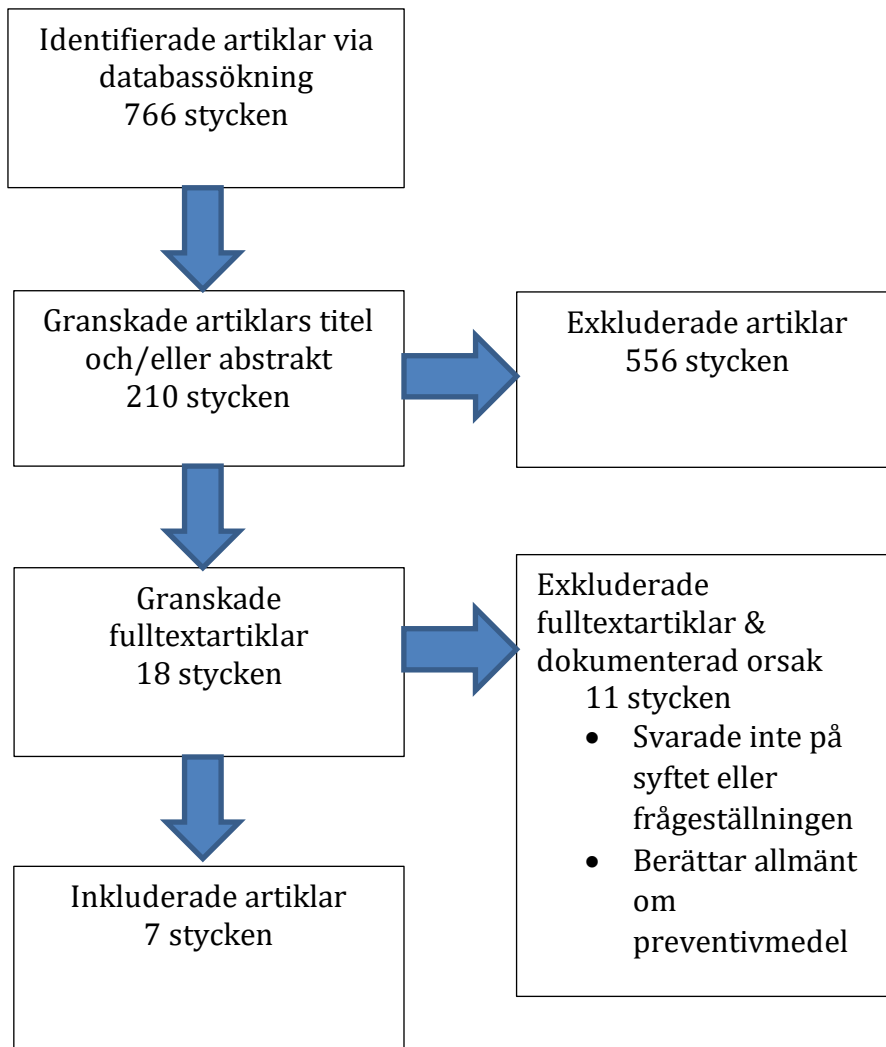 Identifierade artiklar via
databassökning
766 stycken
Granskade artiklars titel
och/eller abstrakt
210 stycken
Exkluderade artiklar
556 stycken
Granskade
fulltextartiklar
18 stycken
Exkluderade
fulltextartiklar &
dokumenterad orsak
11 stycken
• Svarade inte på
syftet eller
frågeställningen
• Berättar allmänt
om
preventivmedel
Inkluderade artiklar
7 stycken